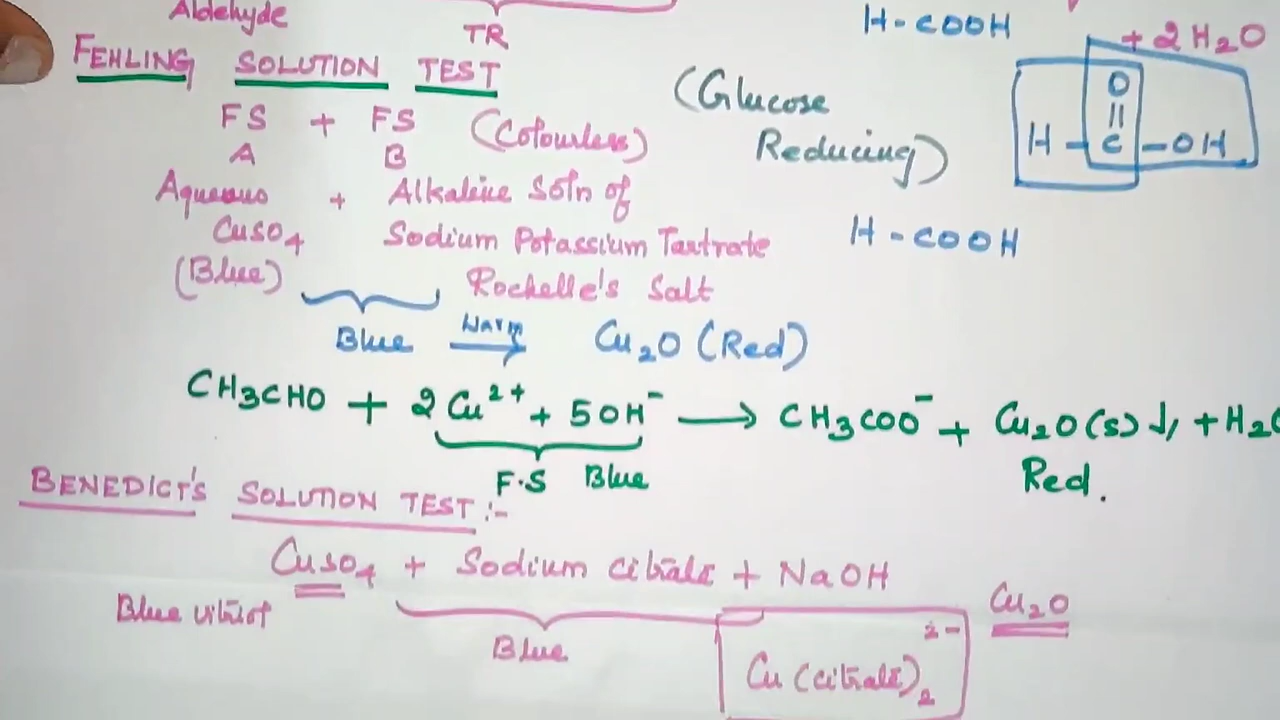 Aldehyde
TR
FEHLING SOLUTION TEST
FS + FS (Colourless)
A B
Aqueous + Alkaline Soln of
CuSO4 Sodium Potassium Tartrate
(Blue) Rochelle's Salt
Blue Warm → Cu2O (Red)
CH3CHO + 2Cu²⁺ + 5OH⁻ → CH3COO⁻ + Cu2O(s)↓ + H2O
F.S Blue Red.
BENEDICT'S SOLUTION TEST :-
CuSO4 + Sodium citrate + NaOH
Blue vitriol
Blue
Cu(citrate)₂²⁻
Cu2O
H-COOH
+ 2H2O
(Glucose
Reducing)
O
||
H - C - OH
H - COOH